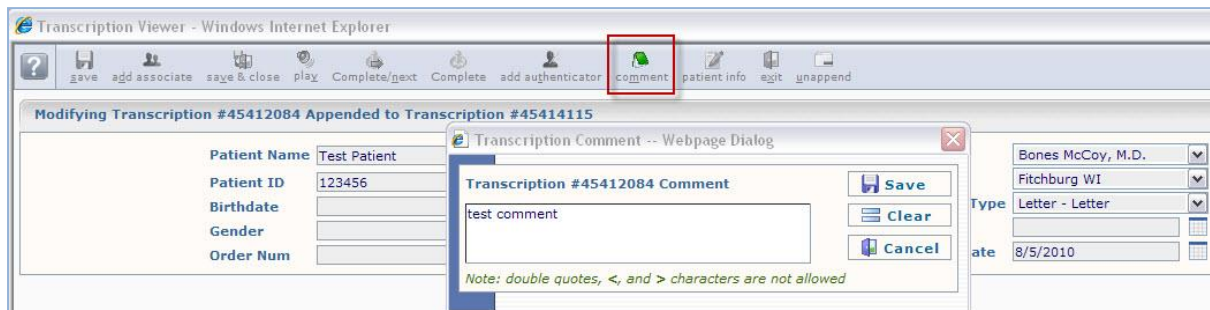 Transcription Viewer - Windows Internet Explorer
? save add associate save & close play Complete/next Complete add authenticator comment patient info exit unappend
Modifying Transcription #45412084 Appended to Transcription #45414115
Transcription Comment -- Webpage Dialog
Patient Name Test Patient
Bones McCoy, M.D.
Patient ID 123456
Transcription #45412084 Comment
Save
Fitchburg WI
Birthdate
test comment
Clear
Type Letter - Letter
Gender
Order Num
Cancel
ate 8/5/2010
Note: double quotes, <, and > characters are not allowed